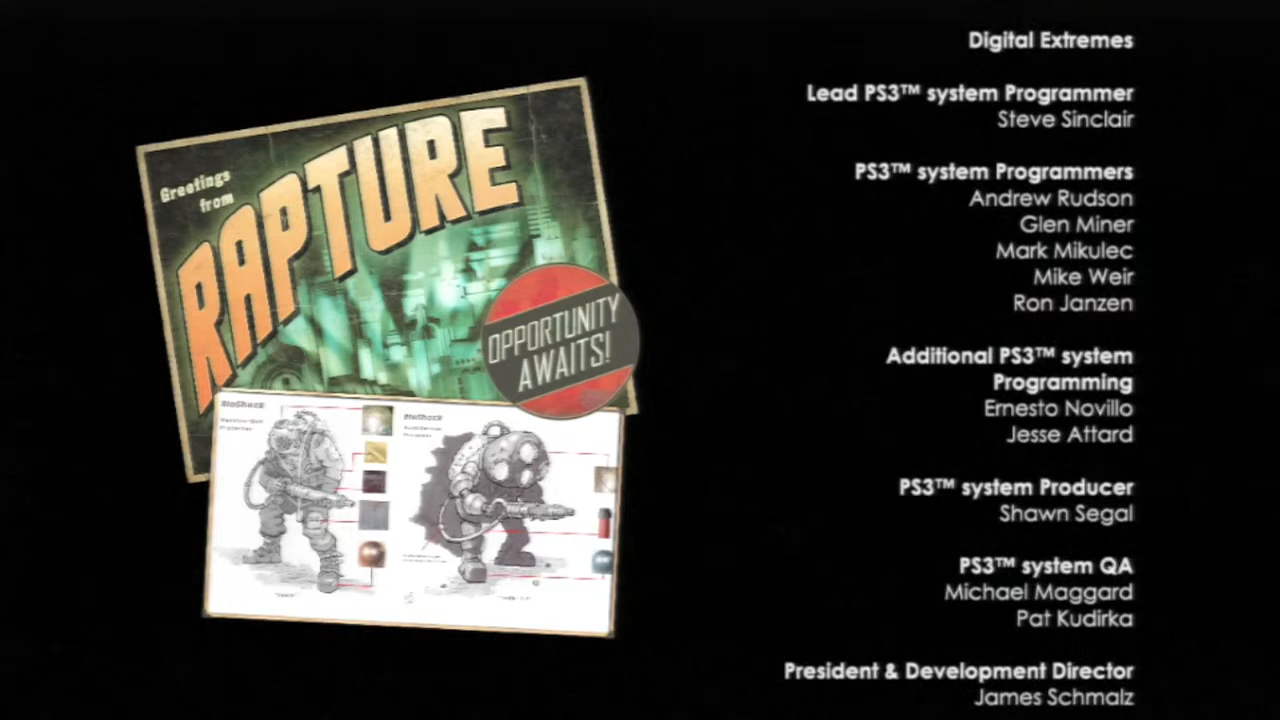 Greetings
from
RAPTURE
OPPORTUNITY
AWAITS!
BioShock
BioShock
Digital Extremes
Lead PS3™ system Programmer
Steve Sinclair
PS3™ system Programmers
Andrew Rudson
Glen Miner
Mark Mikulec
Mike Weir
Ron Janzen
Additional PS3™ system
Programming
Ernesto Novillo
Jesse Attard
PS3™ system Producer
Shawn Segal
PS3™ system QA
Michael Maggard
Pat Kudirka
President & Development Director
James Schmalz